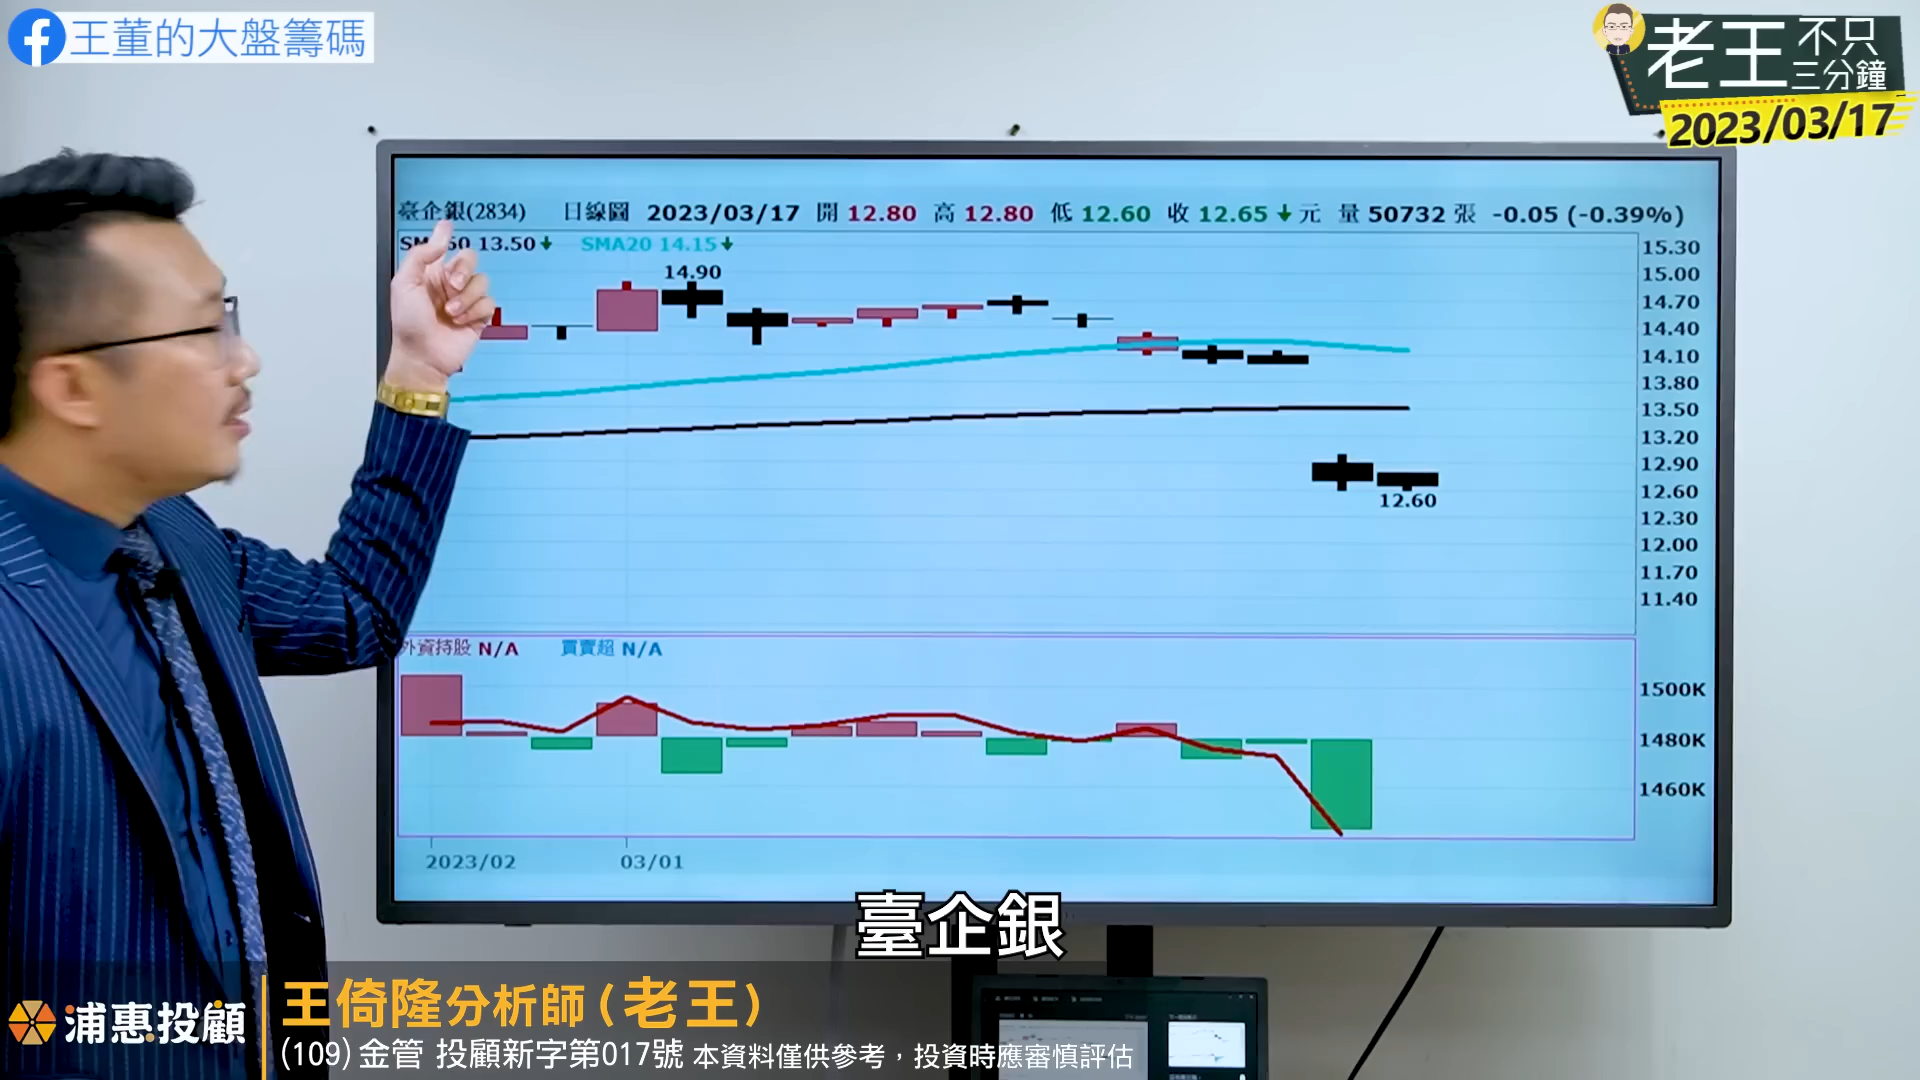 王董的大盤籌碼
老王不只三分鐘
2023/03/17
臺企銀(2834) 日線圖 2023/03/17 開 12.80 高 12.80 低 12.60 收 12.65↓元 量 50732 張 -0.05 (-0.39%)
13.50↓ SMA20 14.15↓
14.90
12.60
15.30
15.00
14.70
14.40
14.10
13.80
13.50
13.20
12.90
12.60
12.30
12.00
11.70
11.40
外資持股 N/A 買賣超 N/A
1500K
1480K
1460K
2023/02 03/01
臺企銀
浦惠投顧
王倚隆分析師(老王)
(109)金管 投顧新字第017號 本資料僅供參考，投資時應審慎評估